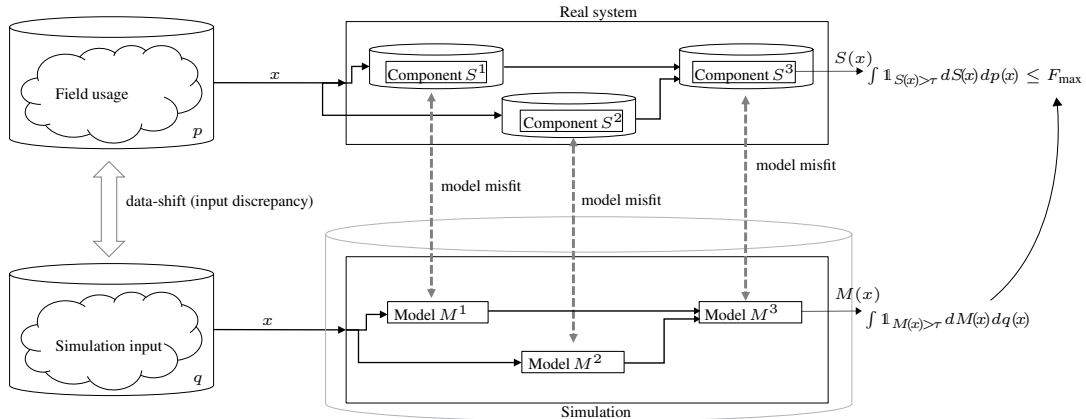 Real system
Field usage
p
x
Component S¹
Component S²
Component S³
S(x)
∫ 𝟙_{S(x)>τ} dS(x)dp(x) ≤ F_max
data-shift (input discrepancy)
model misfit
model misfit
model misfit
Simulation input
q
x
Model M¹
Model M²
Model M³
M(x)
∫ 𝟙_{M(x)>τ} dM(x)dq(x)
Simulation